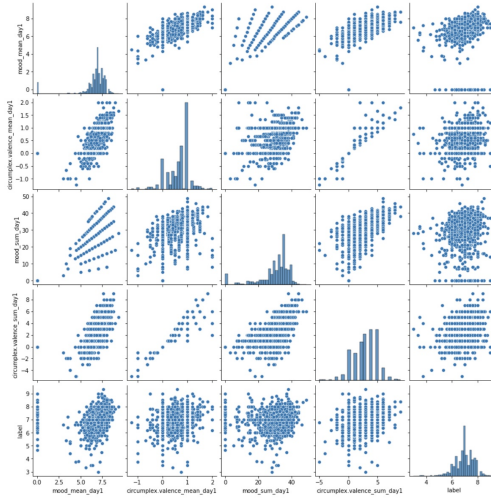 mood_mean_day1
8
6
4
2
0
circumplex.valence_mean_day1
2.0
1.5
1.0
0.5
0.0
−0.5
−1.0
mood_sum_day1
50
40
30
20
10
0
circumplex.valence_sum_day1
8
6
4
2
0
−2
−4
label
9
8
7
6
5
4
3
0.0 2.5 5.0 7.5
mood_mean_day1
−1 0 1 2
circumplex.valence_mean_day1
0 20 40
mood_sum_day1
−5 0 5
circumplex.valence_sum_day1
4 6 8
label